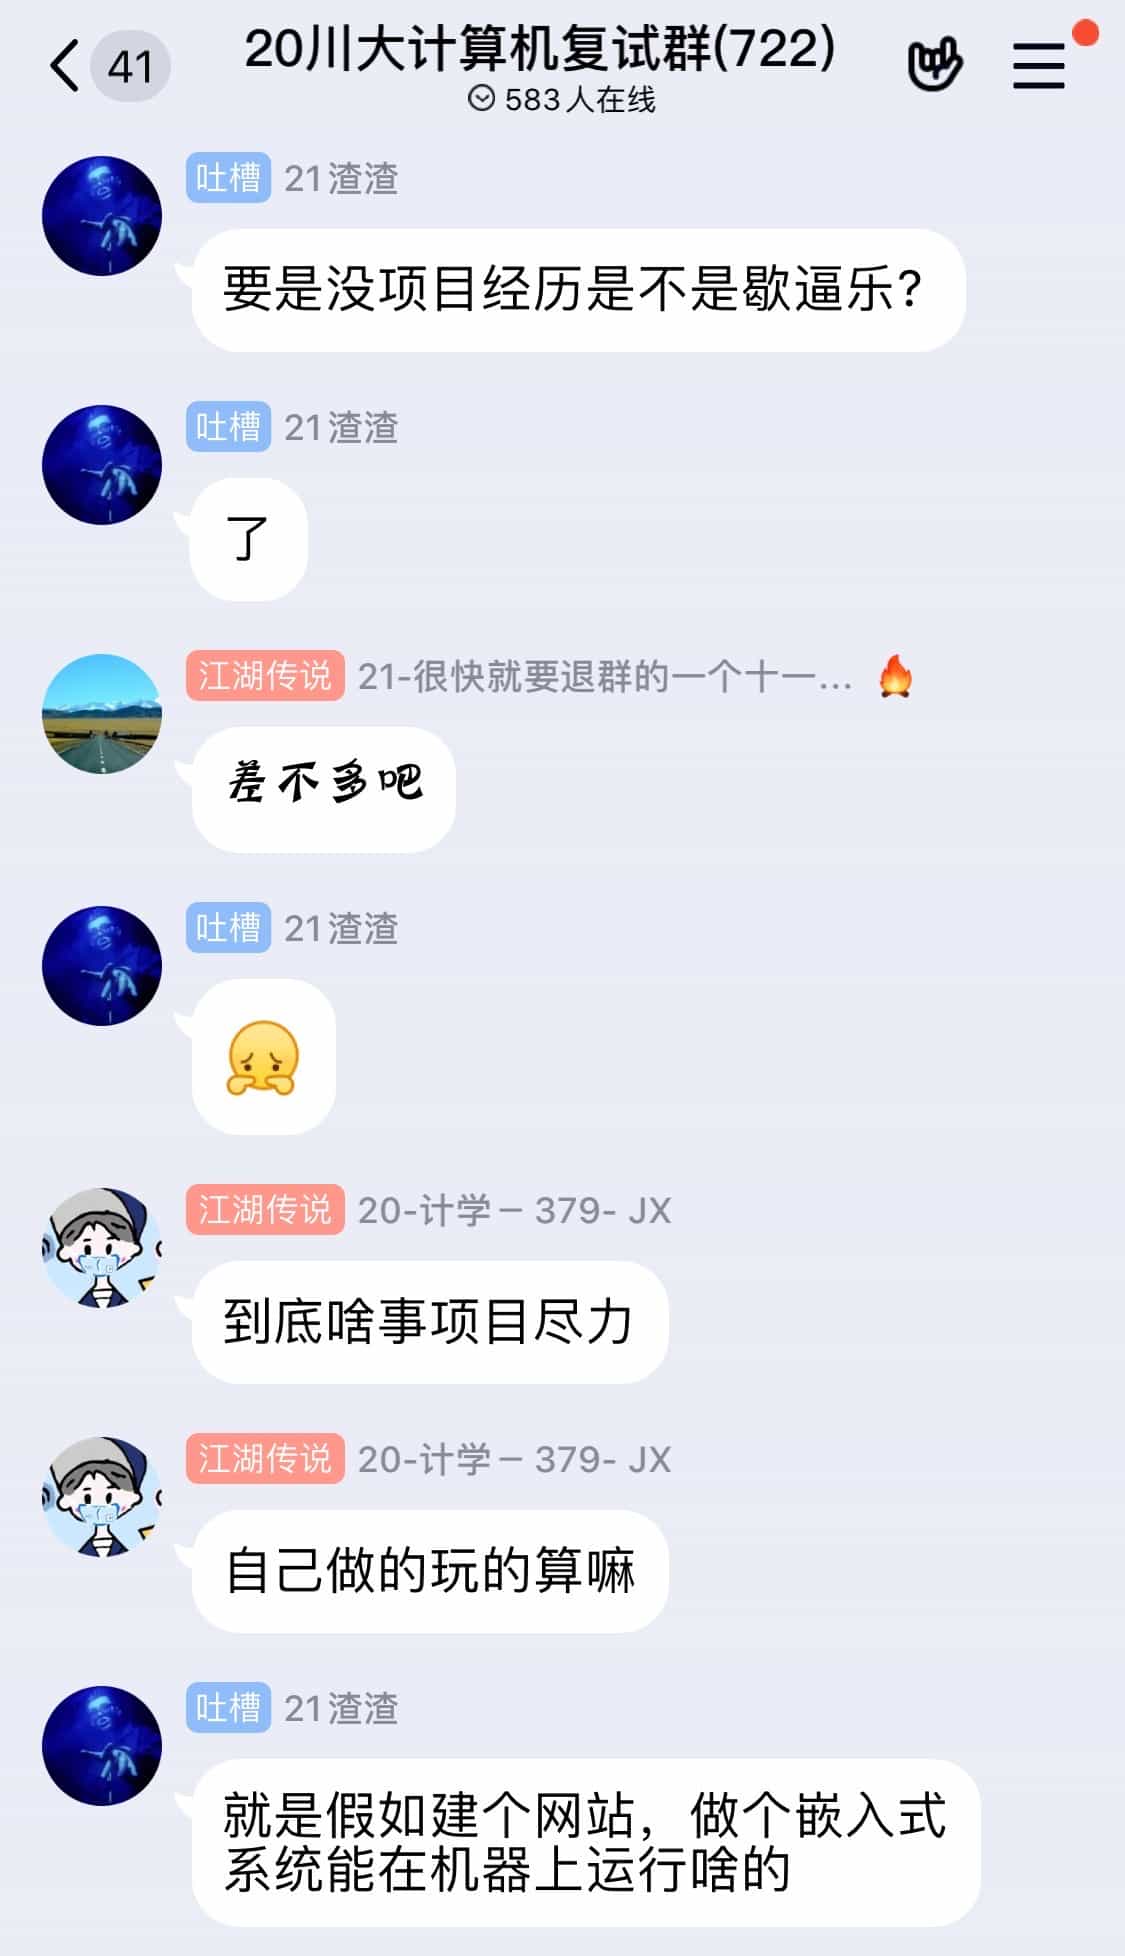 41
20川大计算机复试群(722)
583人在线
吐槽 21渣渣
要是没项目经历是不是歇逼乐?
吐槽 21渣渣
了
江湖传说 21-很快就要退群的一个十一...
差不多吧
吐槽 21渣渣
江湖传说 20-计学－379- JX
到底啥事项目尽力
江湖传说 20-计学－379- JX
自己做的玩的算嘛
吐槽 21渣渣
就是假如建个网站，做个嵌入式
系统能在机器上运行啥的